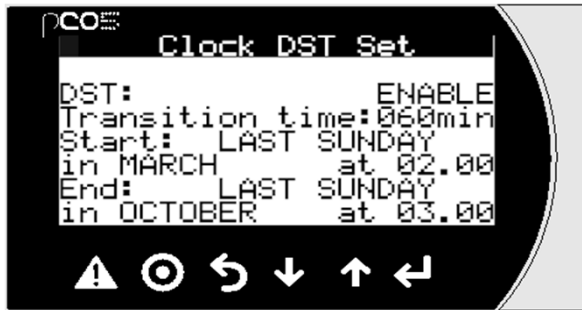 pCO5
Clock DST Set
DST: ENABLE
Transition time:060min
Start: LAST SUNDAY
in MARCH at 02.00
End: LAST SUNDAY
in OCTOBER at 03.00